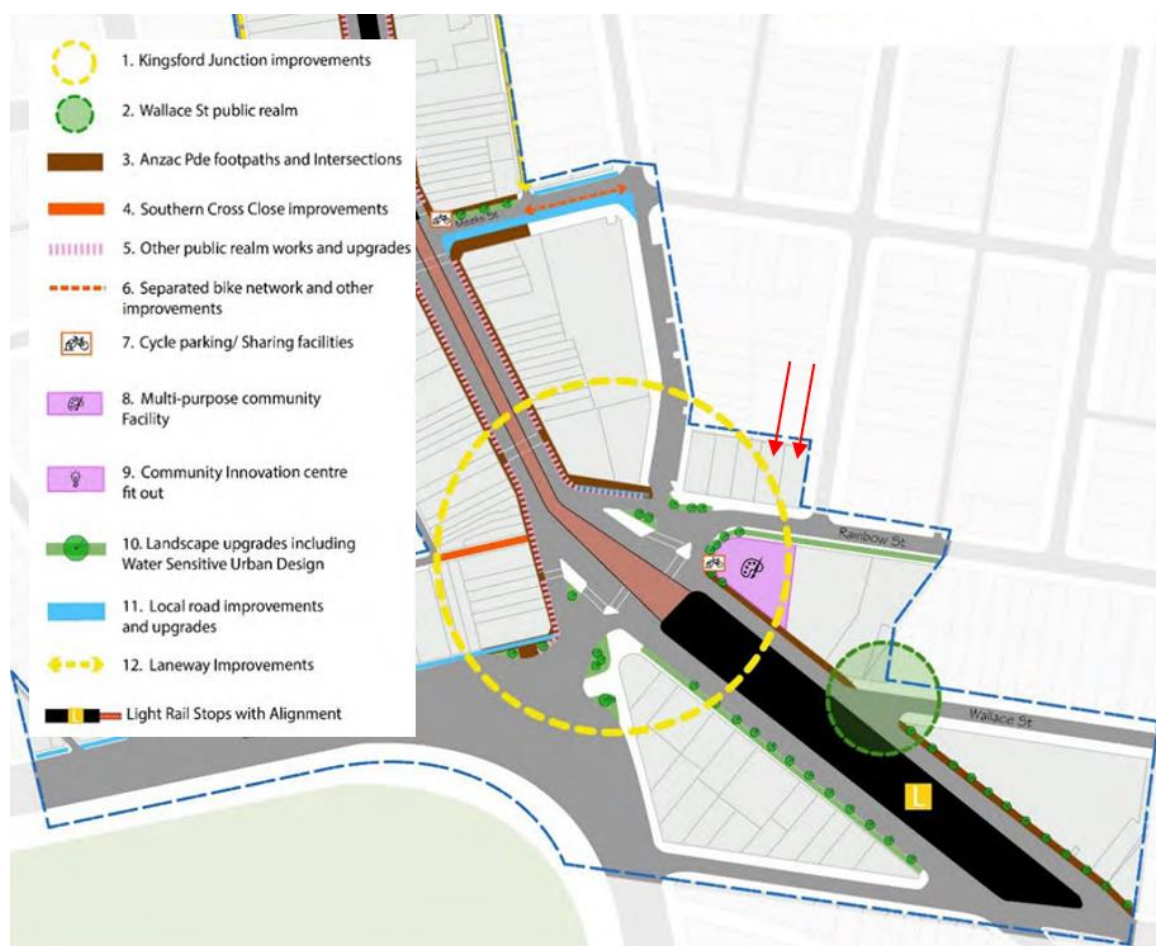 1. Kingsford Junction improvements
2. Wallace St public realm
3. Anzac Pde footpaths and Intersections
4. Southern Cross Close improvements
5. Other public realm works and upgrades
6. Separated bike network and other
improvements
7. Cycle parking/ Sharing facilities
8. Multi-purpose community
Facility
9. Community Innovation centre
fit out
10. Landscape upgrades including
Water Sensitive Urban Design
11. Local road improvements
and upgrades
12. Laneway Improvements
L
Light Rail Stops with Alignment
Meeks St
Rainbow St
Wallace St
L